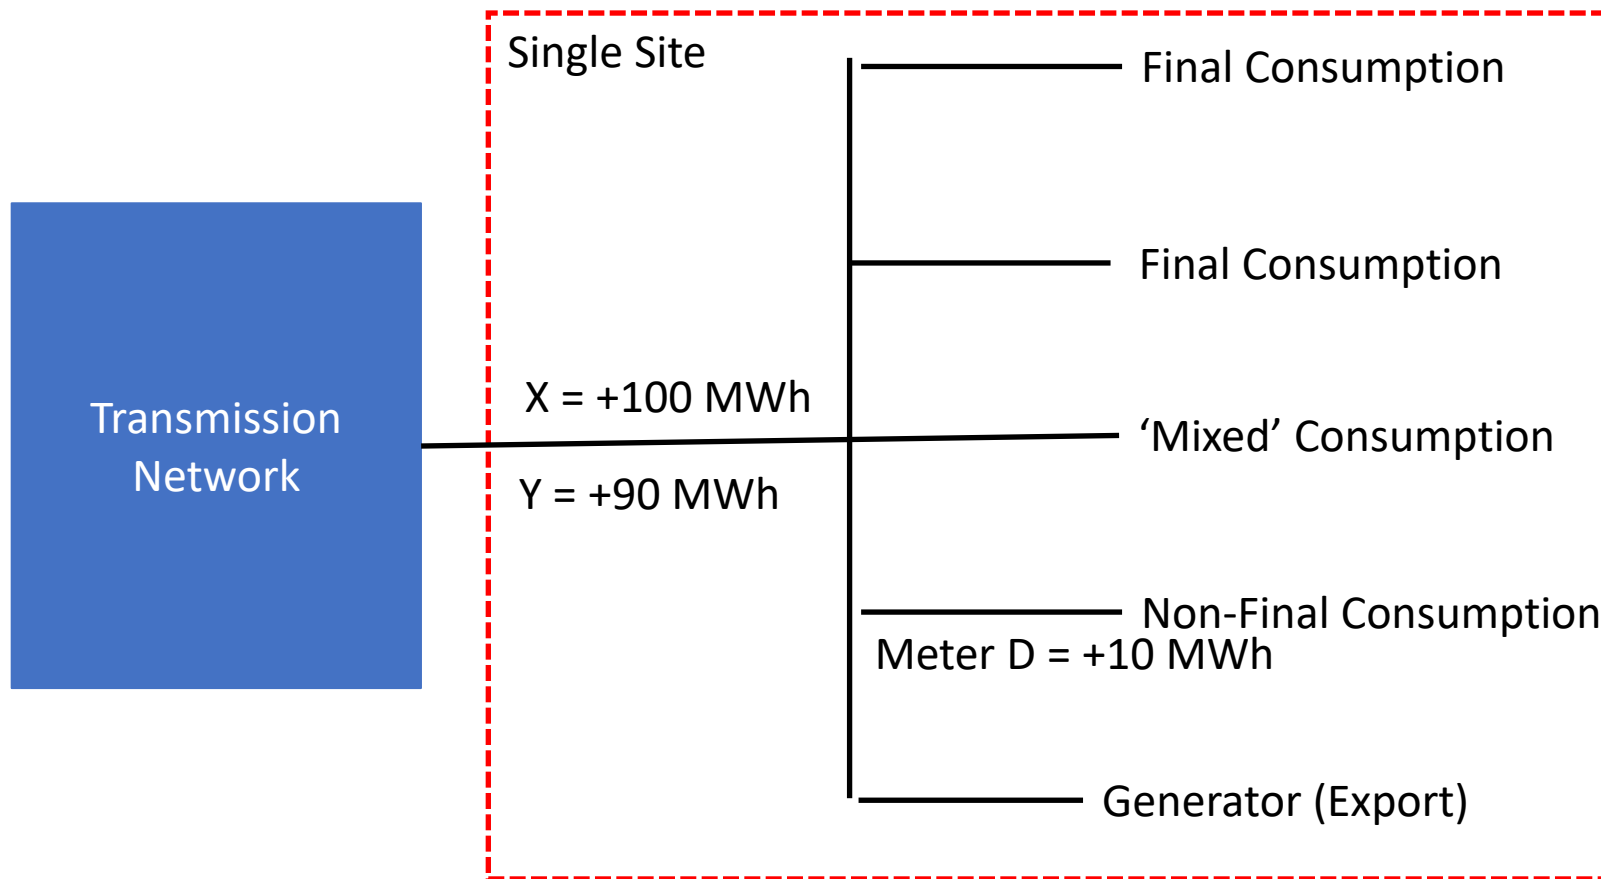 Single Site
Final Consumption
Final Consumption
X = +100 MWh
Transmission
Network
‘Mixed’ Consumption
Y = +90 MWh
Non-Final Consumption
Meter D = +10 MWh
Generator (Export)